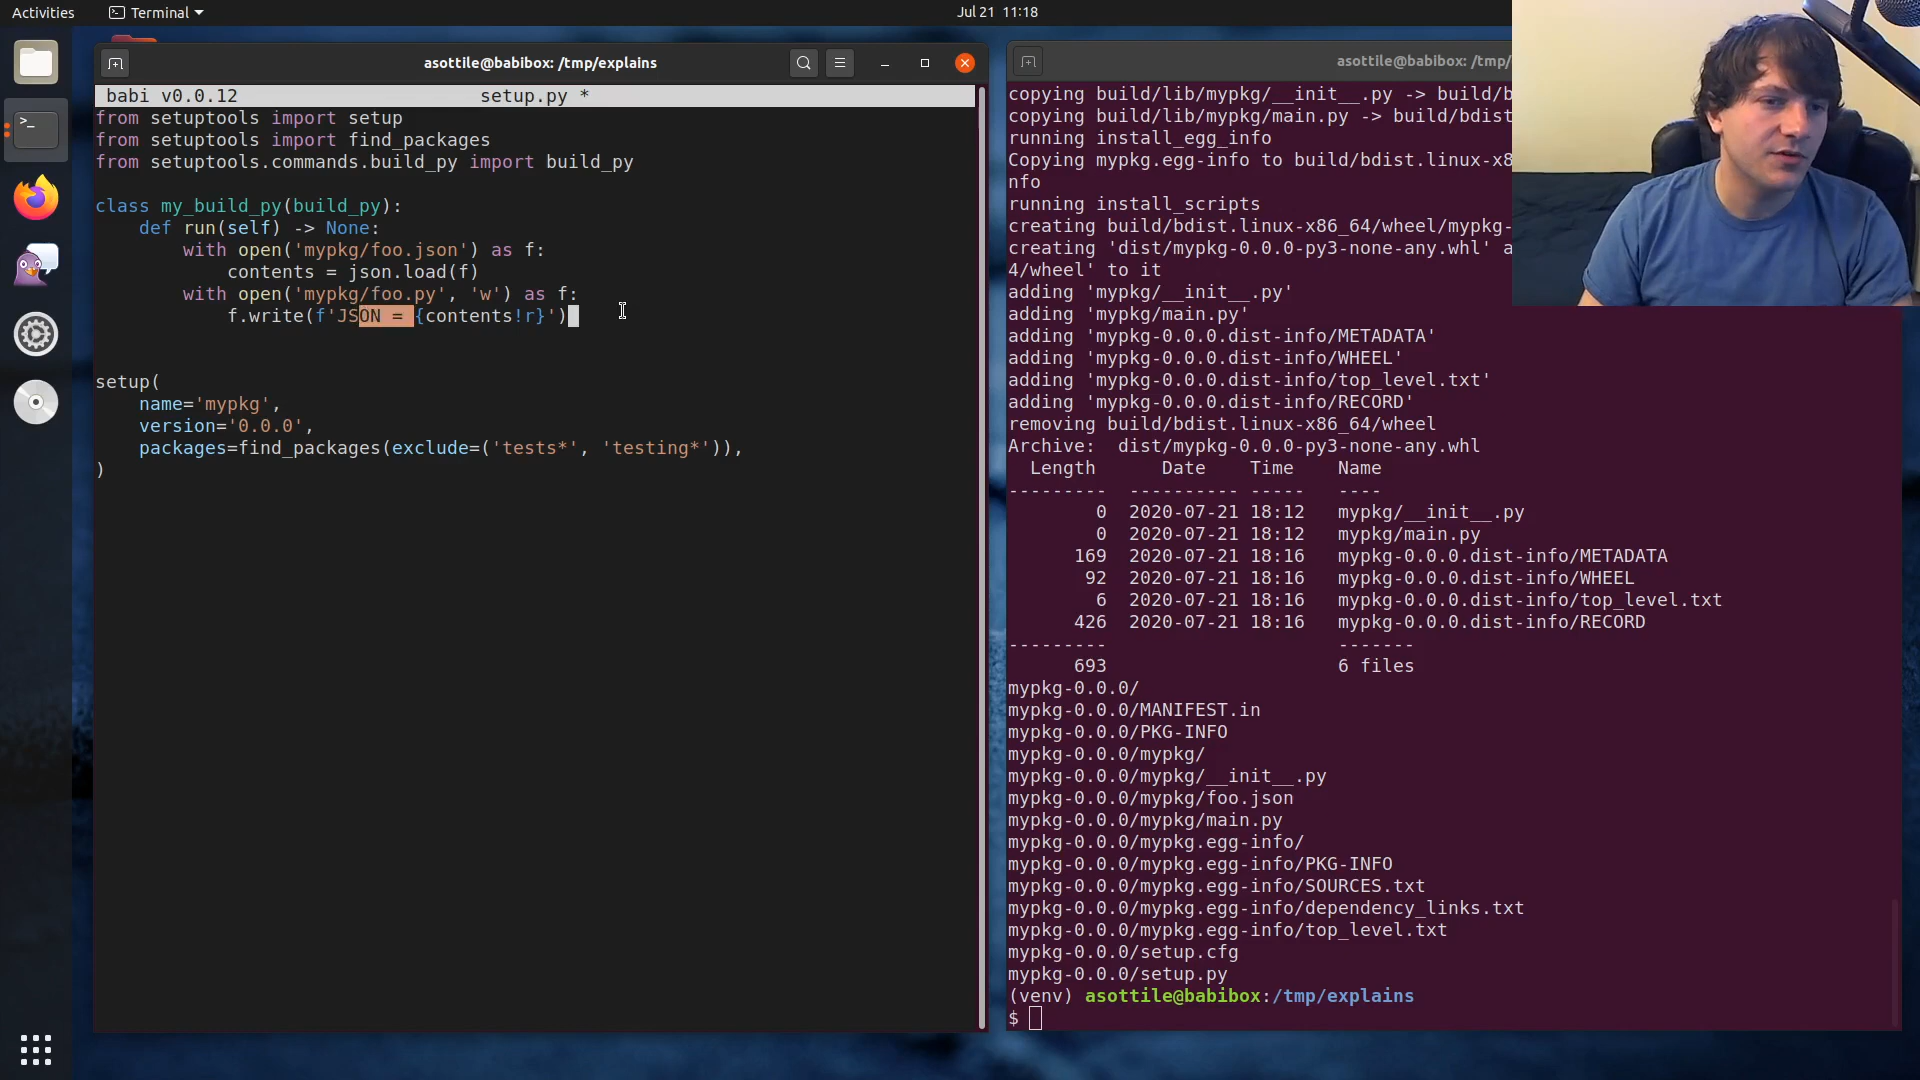 Activities
Terminal
Jul 21 11:18
asottile@babibox: /tmp/explains
babi v0.0.12 setup.py *
from setuptools import setup
from setuptools import find_packages
from setuptools.commands.build_py import build_py
class my_build_py(build_py):
def run(self) -> None:
with open('mypkg/foo.json') as f:
contents = json.load(f)
with open('mypkg/foo.py', 'w') as f:
f.write(f'JSON = {contents!r}')
setup(
name='mypkg',
version='0.0.0',
packages=find_packages(exclude=('tests*', 'testing*')),
)
asottile@babibox: /tmp/
copying build/lib/mypkg/__init__.py -> build/b
copying build/lib/mypkg/main.py -> build/bdist
running install_egg_info
Copying mypkg.egg-info to build/bdist.linux-x8
nfo
running install_scripts
creating build/bdist.linux-x86_64/wheel/mypkg-
creating 'dist/mypkg-0.0.0-py3-none-any.whl' a
4/wheel' to it
adding 'mypkg/__init__.py'
adding 'mypkg/main.py'
adding 'mypkg-0.0.0.dist-info/METADATA'
adding 'mypkg-0.0.0.dist-info/WHEEL'
adding 'mypkg-0.0.0.dist-info/top_level.txt'
adding 'mypkg-0.0.0.dist-info/RECORD'
removing build/bdist.linux-x86_64/wheel
Archive:  dist/mypkg-0.0.0-py3-none-any.whl
Length Date Time Name
--------- ---------- ----- ----
0 2020-07-21 18:12 mypkg/__init__.py
0 2020-07-21 18:12 mypkg/main.py
169 2020-07-21 18:16 mypkg-0.0.0.dist-info/METADATA
92 2020-07-21 18:16 mypkg-0.0.0.dist-info/WHEEL
6 2020-07-21 18:16 mypkg-0.0.0.dist-info/top_level.txt
426 2020-07-21 18:16 mypkg-0.0.0.dist-info/RECORD
--------- -------
693 6 files
mypkg-0.0.0/
mypkg-0.0.0/MANIFEST.in
mypkg-0.0.0/PKG-INFO
mypkg-0.0.0/mypkg/
mypkg-0.0.0/mypkg/__init__.py
mypkg-0.0.0/mypkg/foo.json
mypkg-0.0.0/mypkg/main.py
mypkg-0.0.0/mypkg.egg-info/
mypkg-0.0.0/mypkg.egg-info/PKG-INFO
mypkg-0.0.0/mypkg.egg-info/SOURCES.txt
mypkg-0.0.0/mypkg.egg-info/dependency_links.txt
mypkg-0.0.0/mypkg.egg-info/top_level.txt
mypkg-0.0.0/setup.cfg
mypkg-0.0.0/setup.py
(venv) asottile@babibox:/tmp/explains
$